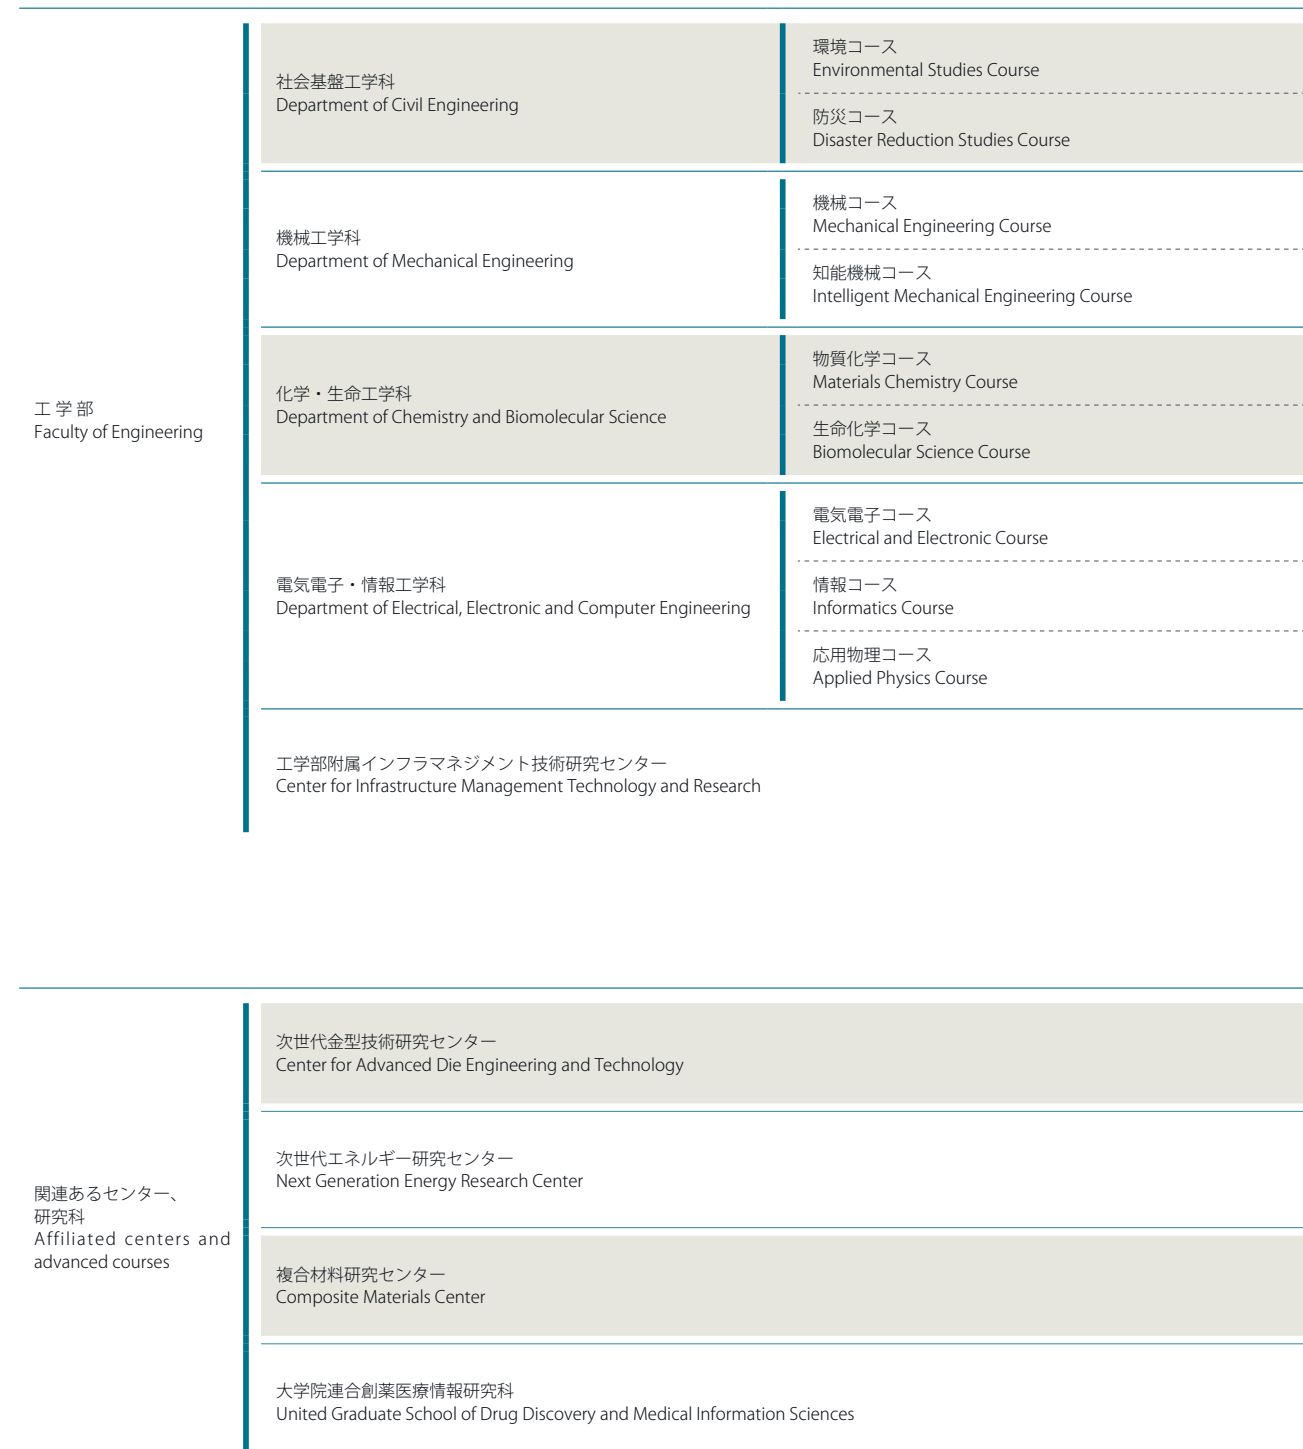 工学部
Faculty of Engineering
社会基盤工学科
Department of Civil Engineering
環境コース
Environmental Studies Course
防災コース
Disaster Reduction Studies Course
機械工学科
Department of Mechanical Engineering
機械コース
Mechanical Engineering Course
知能機械コース
Intelligent Mechanical Engineering Course
化学・生命工学科
Department of Chemistry and Biomolecular Science
物質化学コース
Materials Chemistry Course
生命化学コース
Biomolecular Science Course
電気電子・情報工学科
Department of Electrical, Electronic and Computer Engineering
電気電子コース
Electrical and Electronic Course
情報コース
Informatics Course
応用物理コース
Applied Physics Course
工学部附属インフラマネジメント技術研究センター
Center for Infrastructure Management Technology and Research
関連あるセンター、
研究科
Affiliated centers and
advanced courses
次世代金型技術研究センター
Center for Advanced Die Engineering and Technology
次世代エネルギー研究センター
Next Generation Energy Research Center
複合材料研究センター
Composite Materials Center
大学院連合創薬医療情報研究科
United Graduate School of Drug Discovery and Medical Information Sciences